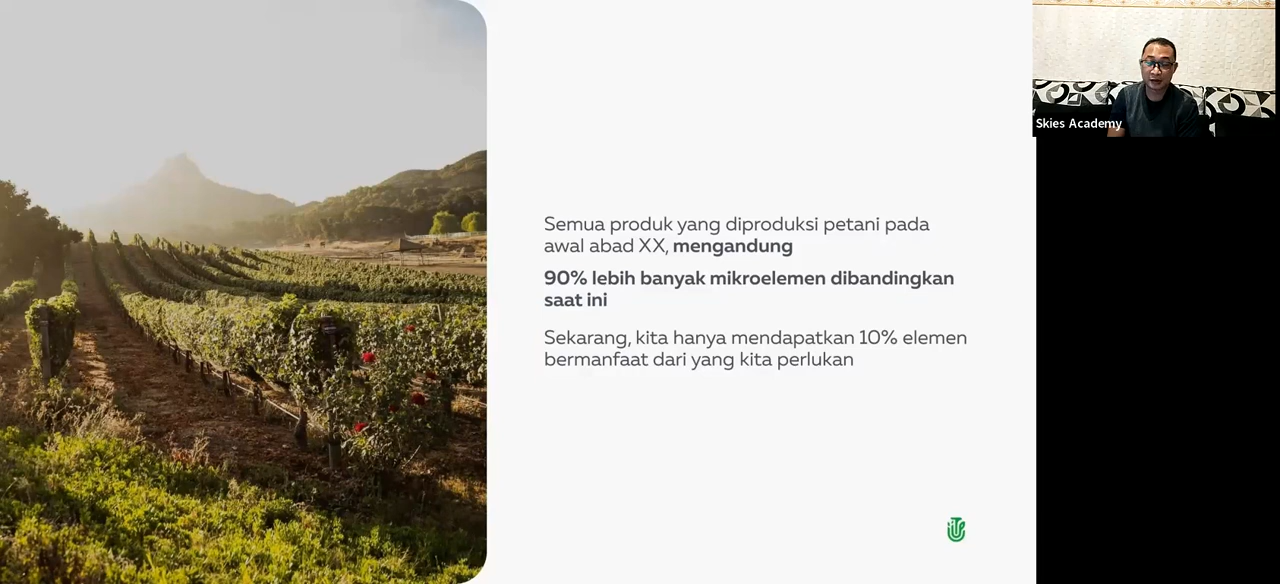 Semua produk yang diproduksi petani pada
awal abad XX, mengandung
90% lebih banyak mikroelemen dibandingkan
saat ini
Sekarang, kita hanya mendapatkan 10% elemen
bermanfaat dari yang kita perlukan
Skies Academy